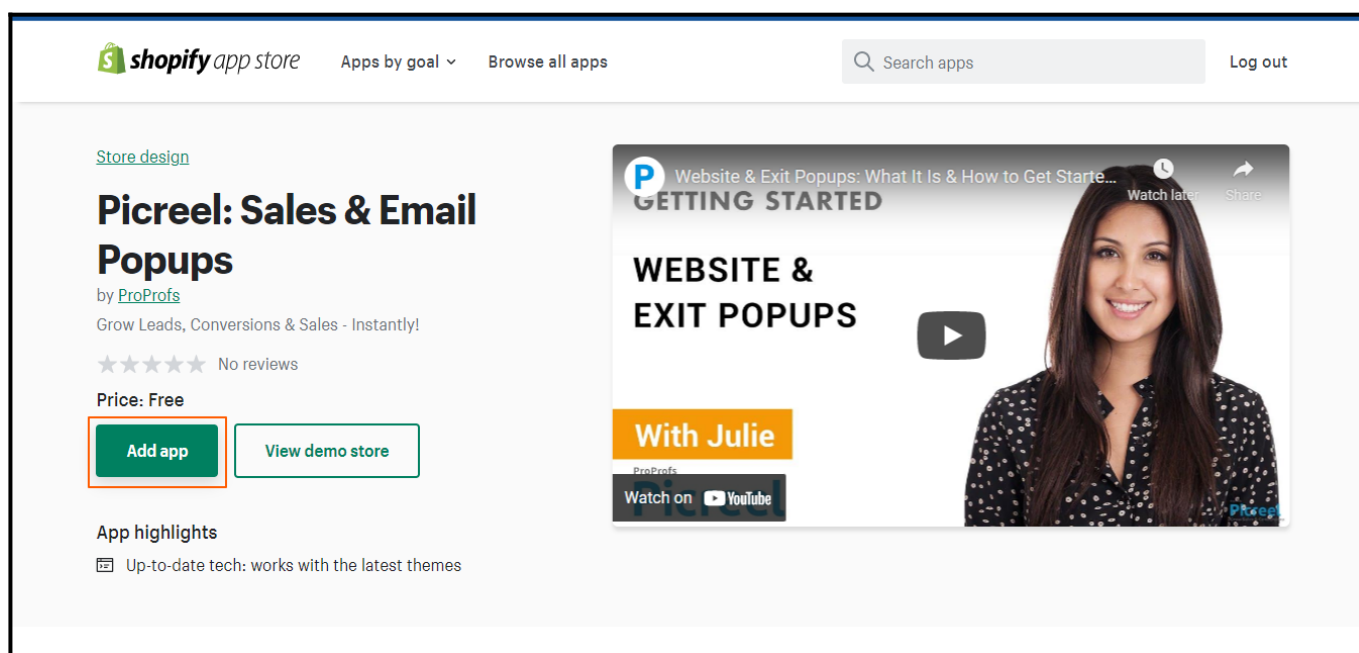 shopify app store
Apps by goal
Browse all apps
Search apps
Log out
Store design
Picreel: Sales & Email
Popups
by ProProfs
Grow Leads, Conversions & Sales - Instantly!
No reviews
Price: Free
Add app
View demo store
App highlights
Up-to-date tech: works with the latest themes
P
Website & Exit Popups: What It Is & How to Get Starte...
Watch later
Share
GETTING STARTED
WEBSITE &
EXIT POPUPS
With Julie
ProProfs
Picreel
Watch on YouTube
Picreel